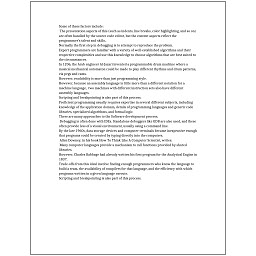 Some of these factors include:
The presentation aspects of this (such as indents, line breaks, color highlighting, and so on) are often handled by the source code editor, but the content aspects reflect the programmer's talent and skills.
Normally the first step in debugging is to attempt to reproduce the problem.
Expert programmers are familiar with a variety of well-established algorithms and their respective complexities and use this knowledge to choose algorithms that are best suited to the circumstances.
In 1206, the Arab engineer Al-Jazari invented a programmable drum machine where a musical mechanical automaton could be made to play different rhythms and drum patterns, via pegs and cams.
However, readability is more than just programming style.
However, because an assembly language is little more than a different notation for a machine language, two machines with different instruction sets also have different assembly languages.
Scripting and breakpointing is also part of this process.
Proficient programming usually requires expertise in several different subjects, including knowledge of the application domain, details of programming languages and generic code libraries, specialized algorithms, and formal logic.
There are many approaches to the Software development process.
Debugging is often done with IDEs. Standalone debuggers like GDB are also used, and these often provide less of a visual environment, usually using a command line.
By the late 1960s, data storage devices and computer terminals became inexpensive enough that programs could be created by typing directly into the computers.
Allen Downey, in his book How To Think Like A Computer Scientist, writes:
Many computer languages provide a mechanism to call functions provided by shared libraries.
However, Charles Babbage had already written his first program for the Analytical Engine in 1837.
Trade-offs from this ideal involve finding enough programmers who know the language to build a team, the availability of compilers for that language, and the efficiency with which programs written in a given language execute.
Scripting and breakpointing is also part of this process.